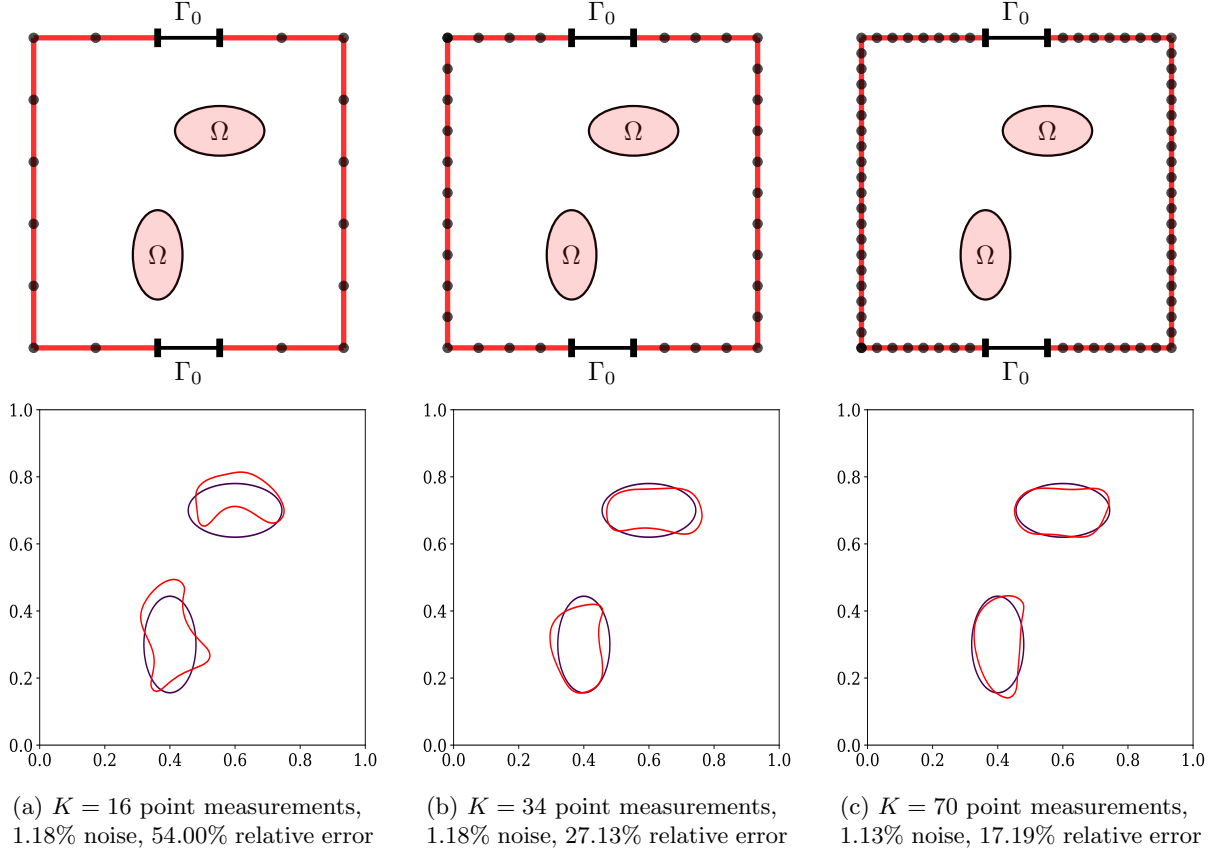 Γ₀ Γ₀ Γ₀
Ω Ω Ω
Ω Ω Ω
Γ₀ Γ₀ Γ₀
1.0 1.0 1.0
0.8 0.8 0.8
0.6 0.6 0.6
0.4 0.4 0.4
0.2 0.2 0.2
0.0 0.0 0.0
0.0 0.2 0.4 0.6 0.8 1.0 0.0 0.2 0.4 0.6 0.8 1.0 0.0 0.2 0.4 0.6 0.8 1.0
(a) K = 16 point measurements,
1.18% noise, 54.00% relative error
(b) K = 34 point measurements,
1.18% noise, 27.13% relative error
(c) K = 70 point measurements,
1.13% noise, 17.19% relative error